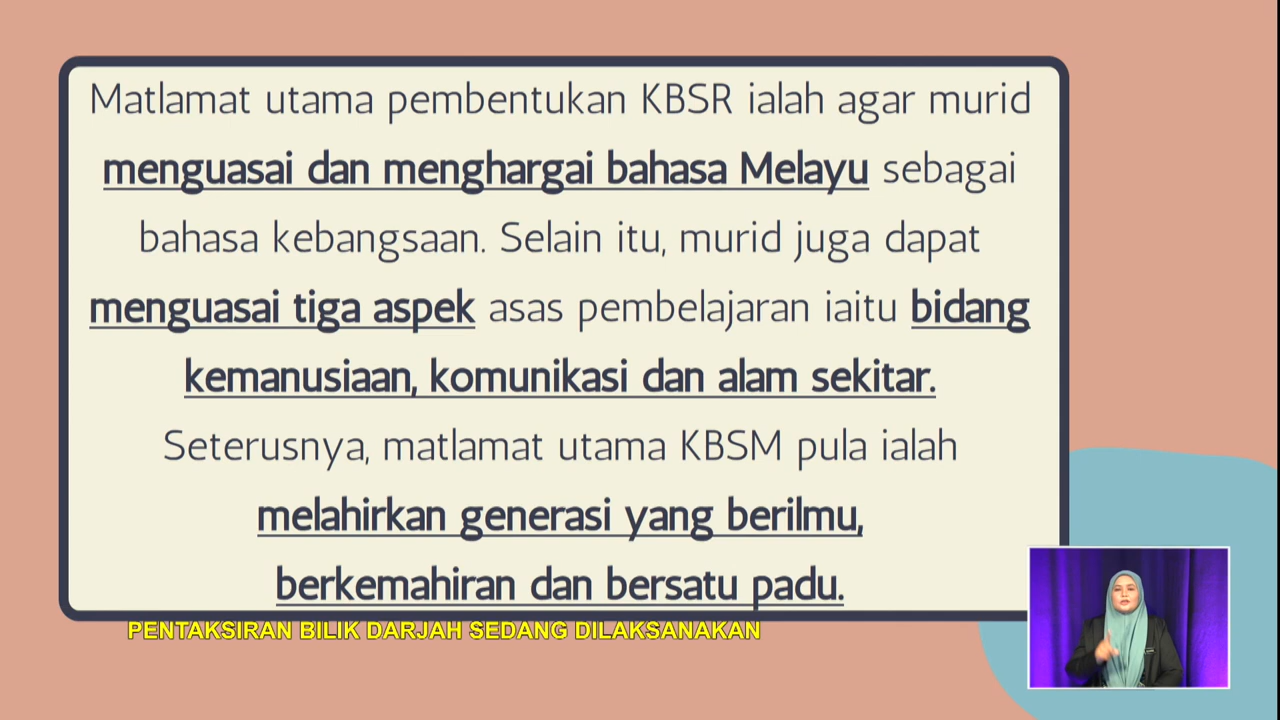 Matlamat utama pembentukan KBSR ialah agar murid
menguasai dan menghargai bahasa Melayu sebagai
bahasa kebangsaan. Selain itu, murid juga dapat
menguasai tiga aspek asas pembelajaran iaitu bidang
kemanusiaan, komunikasi dan alam sekitar.
Seterusnya, matlamat utama KBSM pula ialah
melahirkan generasi yang berilmu,
berkemahiran dan bersatu padu.
PENTAKSIRAN BILIK DARJAH SEDANG DILAKSANAKAN